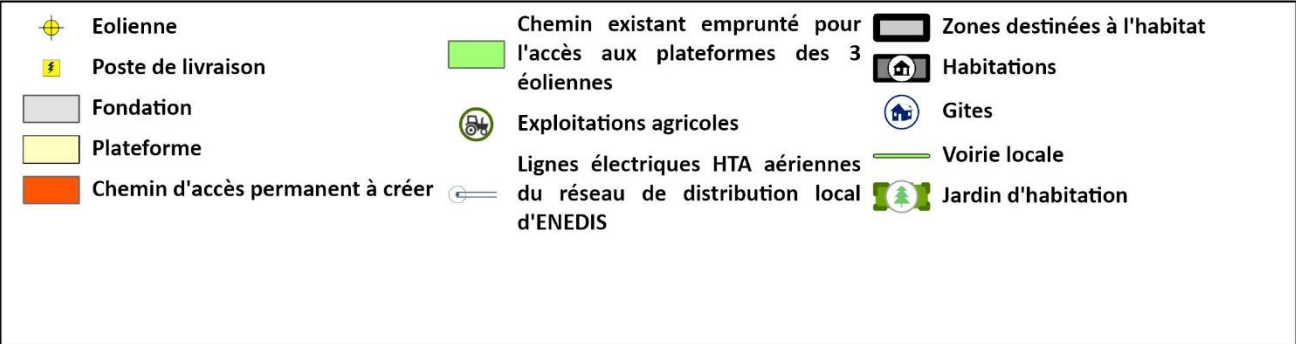 Eolienne
Poste de livraison
Fondation
Plateforme
Chemin d'accès permanent à créer
Chemin existant emprunté pour
l'accès aux plateformes des 3
éoliennes
Exploitations agricoles
Lignes électriques HTA aériennes
du réseau de distribution local
d'ENEDIS
Zones destinées à l'habitat
Habitations
Gites
Voirie locale
Jardin d'habitation